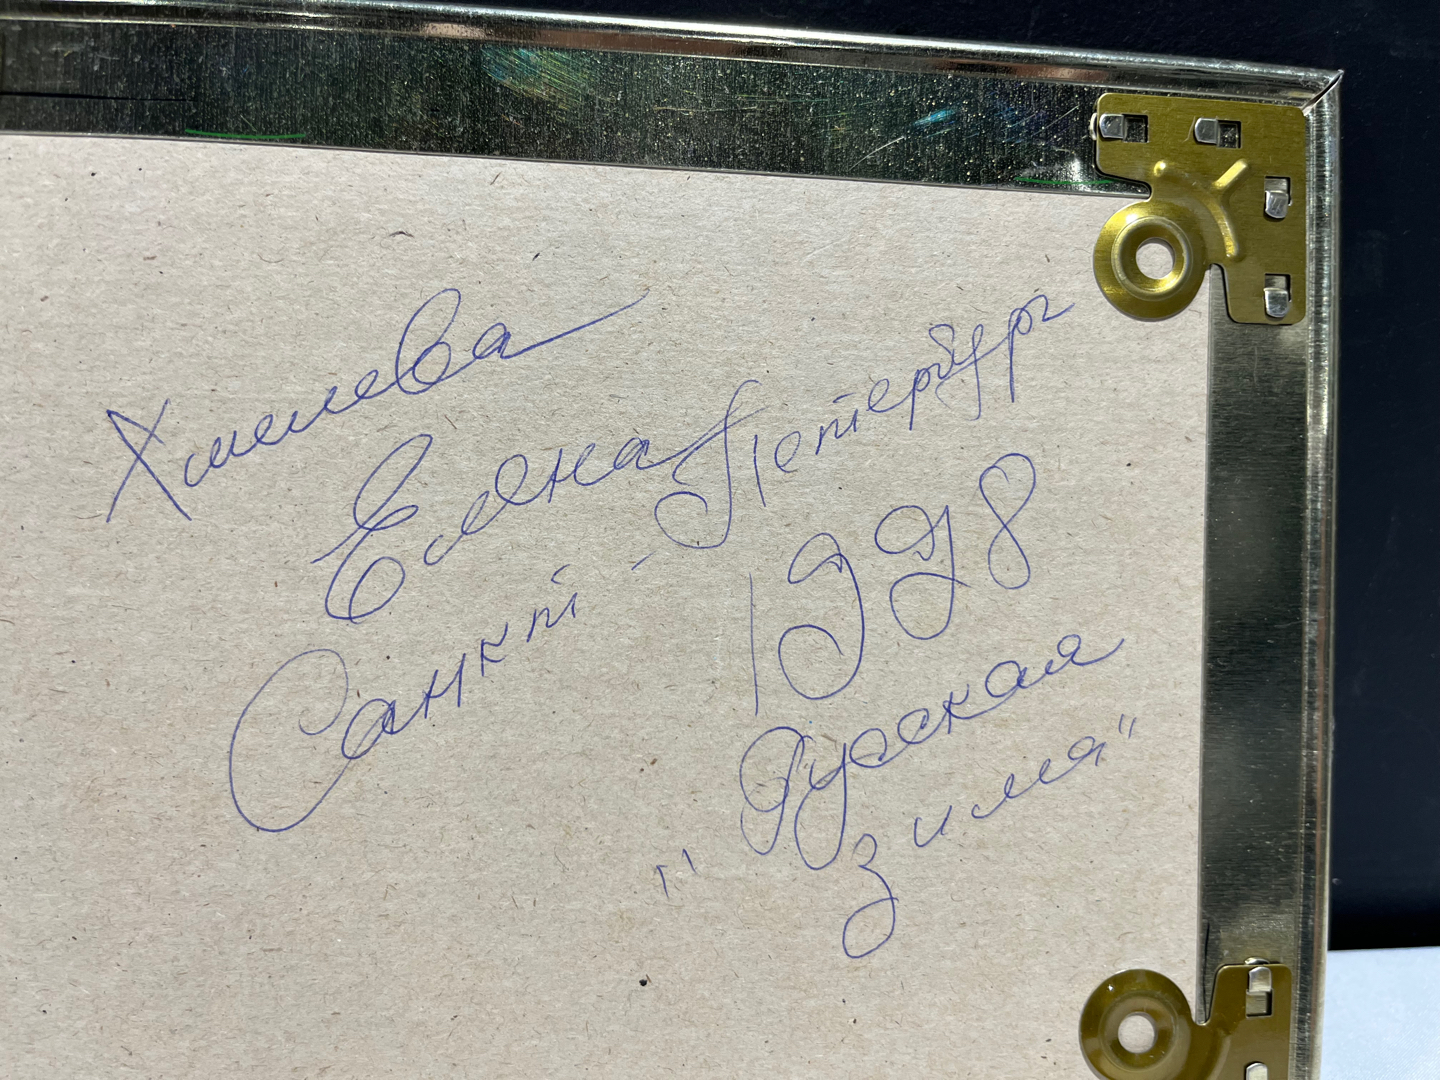 Хмелева
Елена
Санкт-Петербург
1998
"Русская
зима"